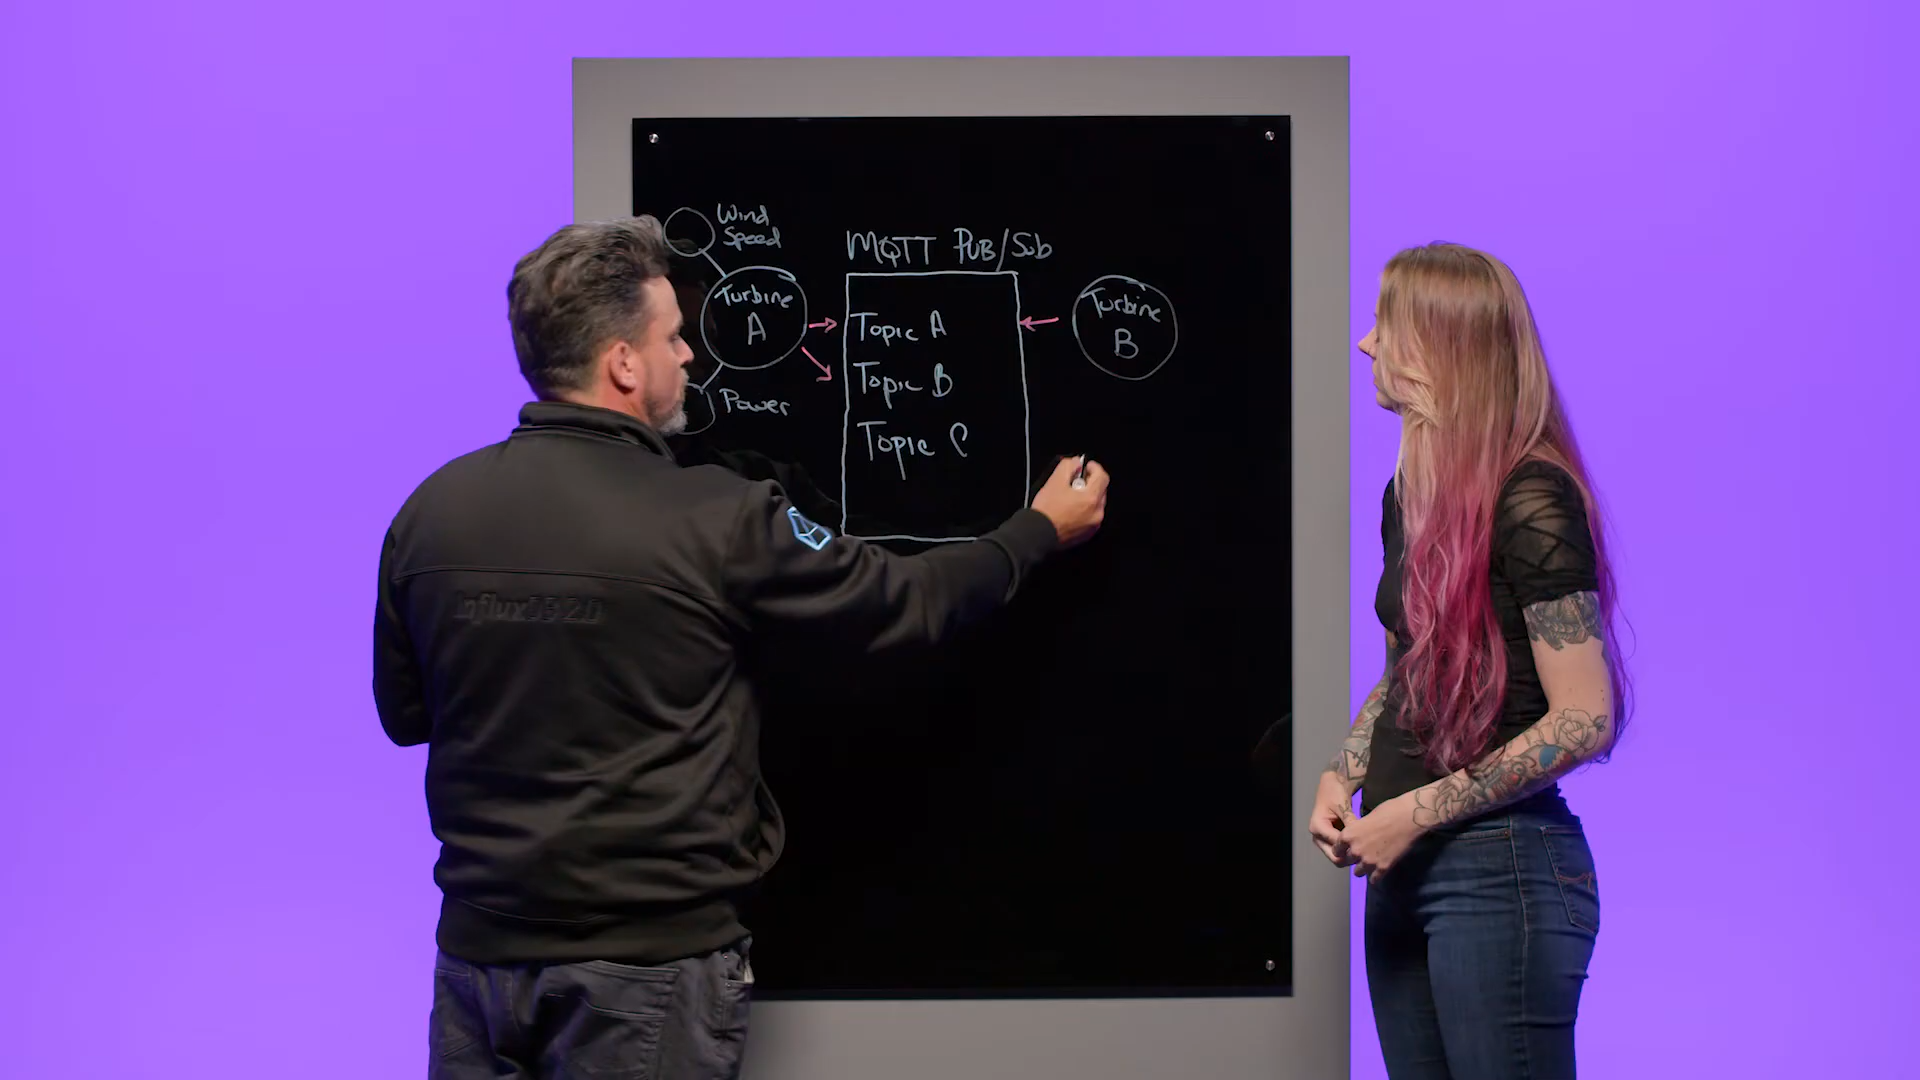 Wind
Speed
MQTT PUB/Sub
Turbine
A
Topic A
Turbine
B
Topic B
Power
Topic C
InfluxDB 2.0